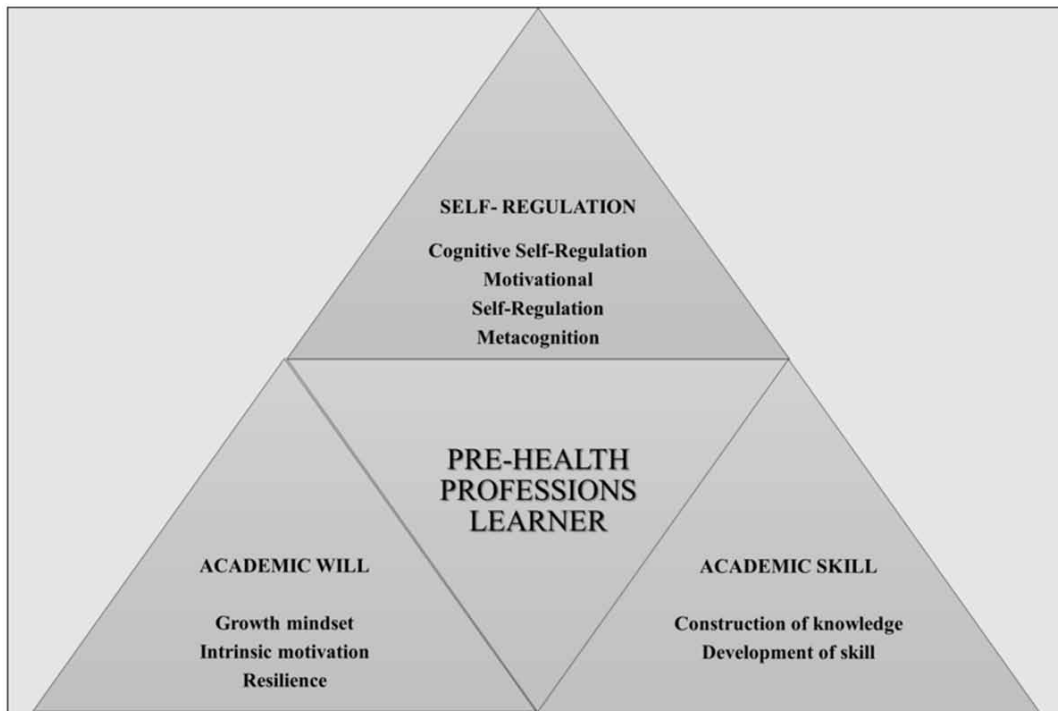 SELF- REGULATION
Cognitive Self-Regulation
Motivational
Self-Regulation
Metacognition
PRE-HEALTH
PROFESSIONS
LEARNER
ACADEMIC WILL
Growth mindset
Intrinsic motivation
Resilience
ACADEMIC SKILL
Construction of knowledge
Development of skill